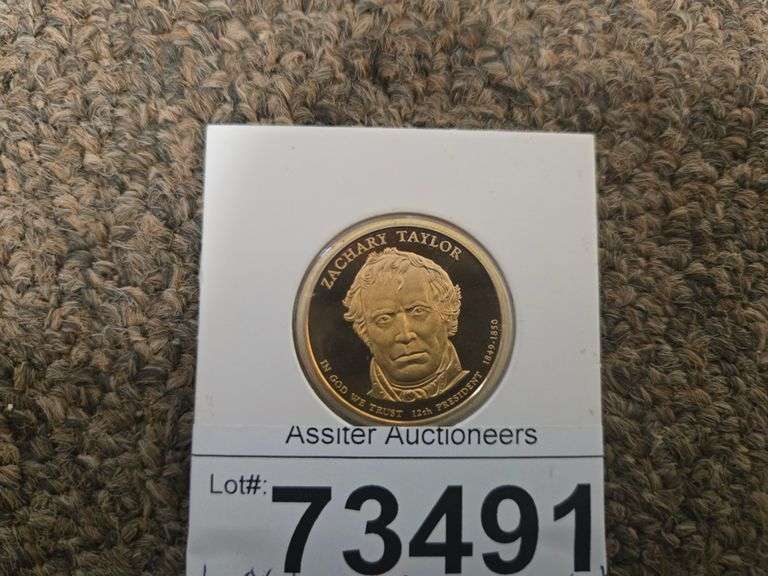 ZACHARY TAYLOR
IN GOD WE TRUST 12th PRESIDENT 1849-1850
Assiter Auctioneers
Lot#: 73491